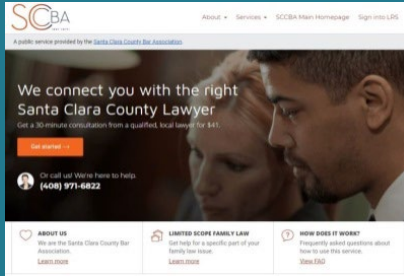 SCCBA
About Services SCCBA Main Homepage Sign into LRS
A public service provided by the Santa Clara County Bar Association.
We connect you with the right
Santa Clara County Lawyer
Get a 30-minute consultation from a qualified, local lawyer for $41.
Get started →
Or call us! We're here to help.
(408) 971-6822
ABOUT US
We are the Santa Clara County Bar
Association.
Learn more
LIMITED SCOPE FAMILY LAW
Get help for a specific part of your
family law issue.
Learn more
HOW DOES IT WORK?
Frequently asked questions about
how to use this service.
View FAQ